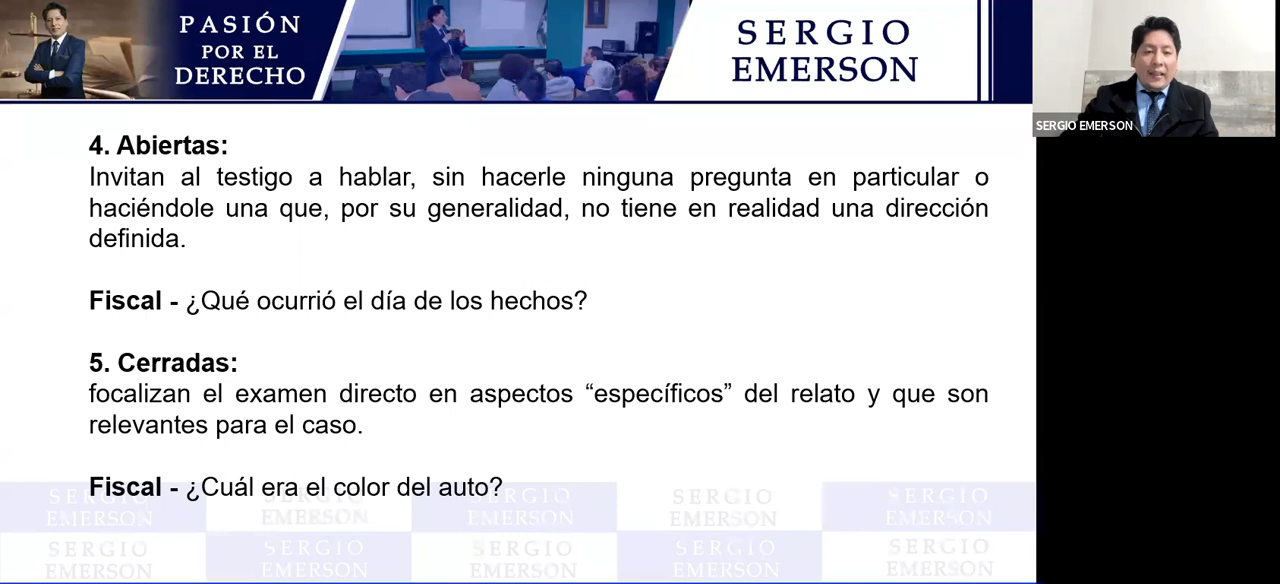 PASIÓN
POR EL
DERECHO
SERGIO
EMERSON
SERGIO EMERSON
4. Abiertas:
Invitan al testigo a hablar, sin hacerle ninguna pregunta en particular o
haciéndole una que, por su generalidad, no tiene en realidad una dirección
definida.
Fiscal - ¿Qué ocurrió el día de los hechos?
5. Cerradas:
focalizan el examen directo en aspectos “específicos” del relato y que son
relevantes para el caso.
Fiscal - ¿Cuál era el color del auto?
SERGIO SERGIO SERGIO SERGIO
EMERSON EMERSON EMERSON EMERSON EMERSON
SERGIO SERGIO SERGIO SERGIO SERGIO
EMERSON EMERSON EMERSON EMERSON EMERSON